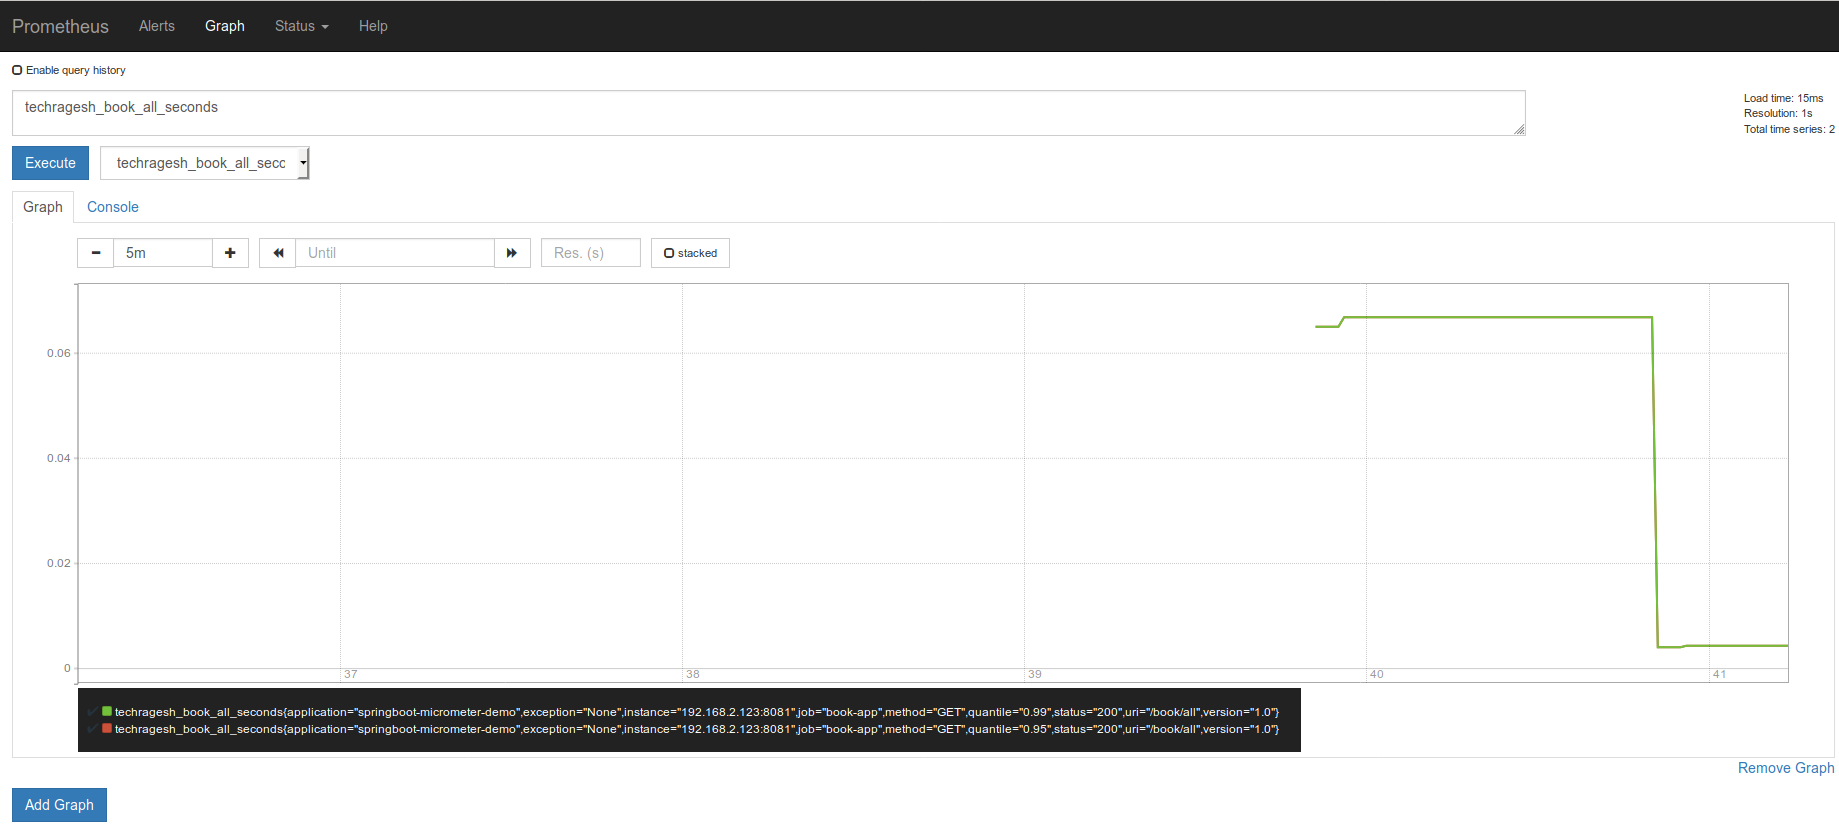 Prometheus Alerts Graph Status Help
Enable query history
techragesh_book_all_seconds
Load time: 15ms
Resolution: 1s
Total time series: 2
Execute techragesh_book_all_secc
Graph Console
5m Until Res. (s) stacked
0.06
0.04
0.02
0
37 38 39 40 41
techragesh_book_all_seconds{application="springboot-micrometer-demo",exception="None",instance="192.168.2.123:8081",job="book-app",method="GET",quantile="0.99",status="200",uri="/book/all",version="1.0"}
techragesh_book_all_seconds{application="springboot-micrometer-demo",exception="None",instance="192.168.2.123:8081",job="book-app",method="GET",quantile="0.95",status="200",uri="/book/all",version="1.0"}
Remove Graph
Add Graph